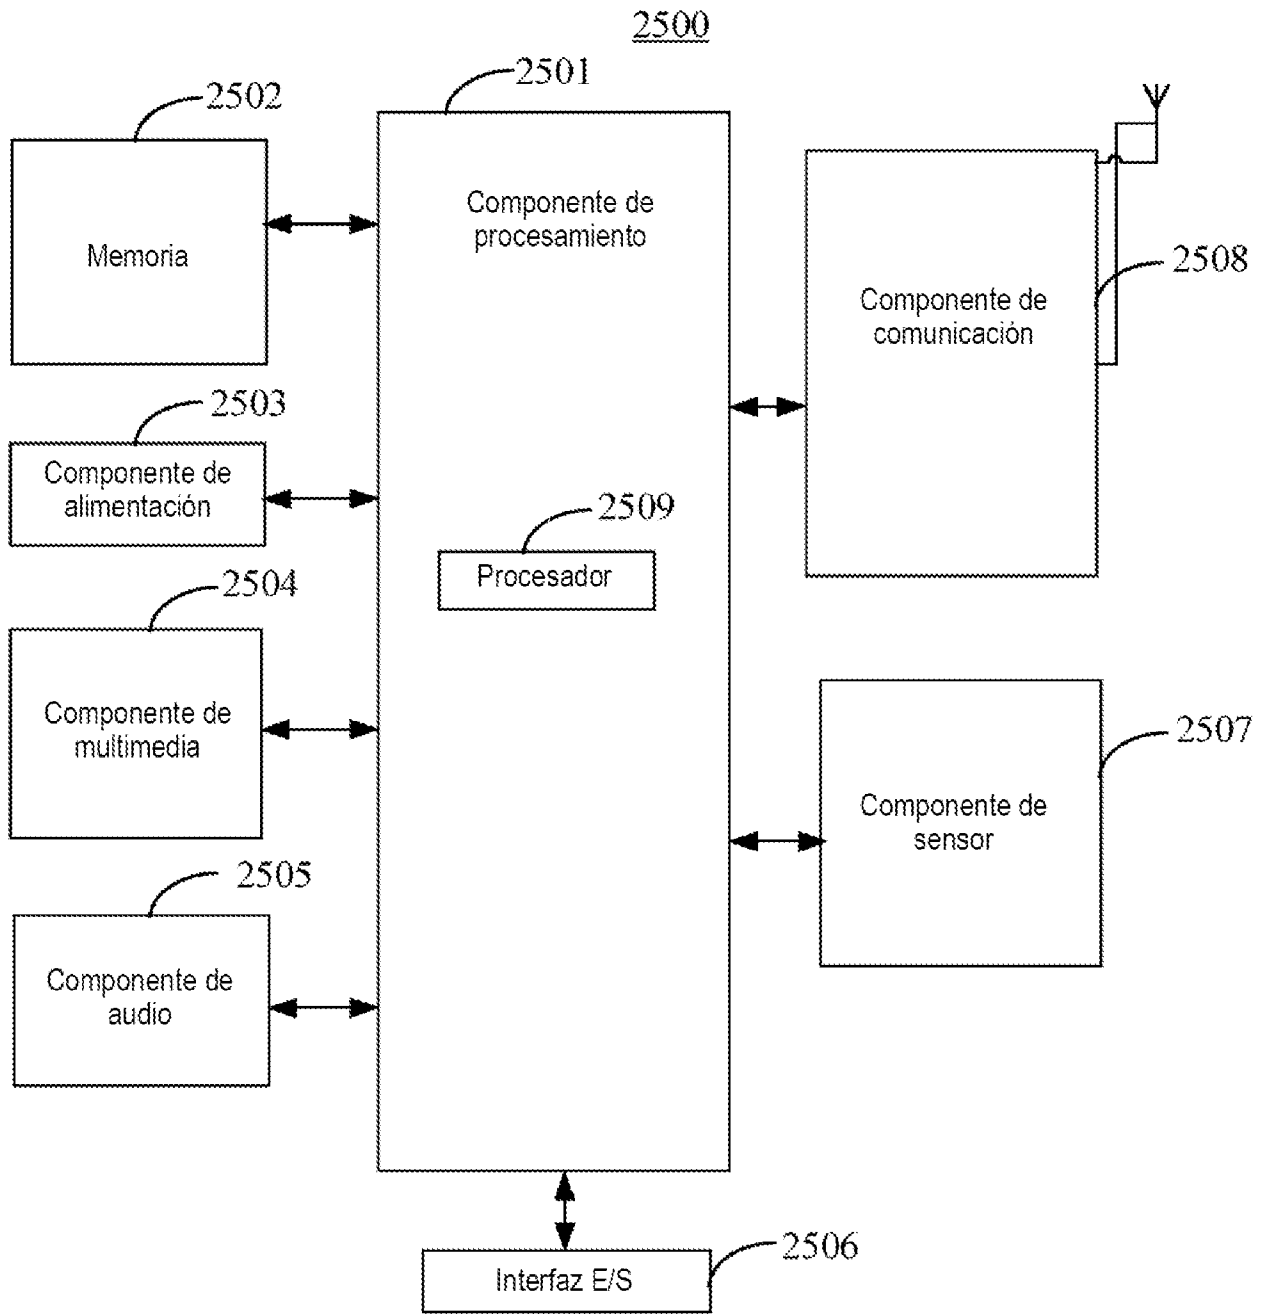 2500
2501
2502
Componente de
procesamiento
Memoria
2508
Componente de
comunicación
2503
Componente de
alimentación
2509
Procesador
2504
Componente de
multimedia
2507
Componente de
sensor
2505
Componente de
audio
2506
Interfaz E/S